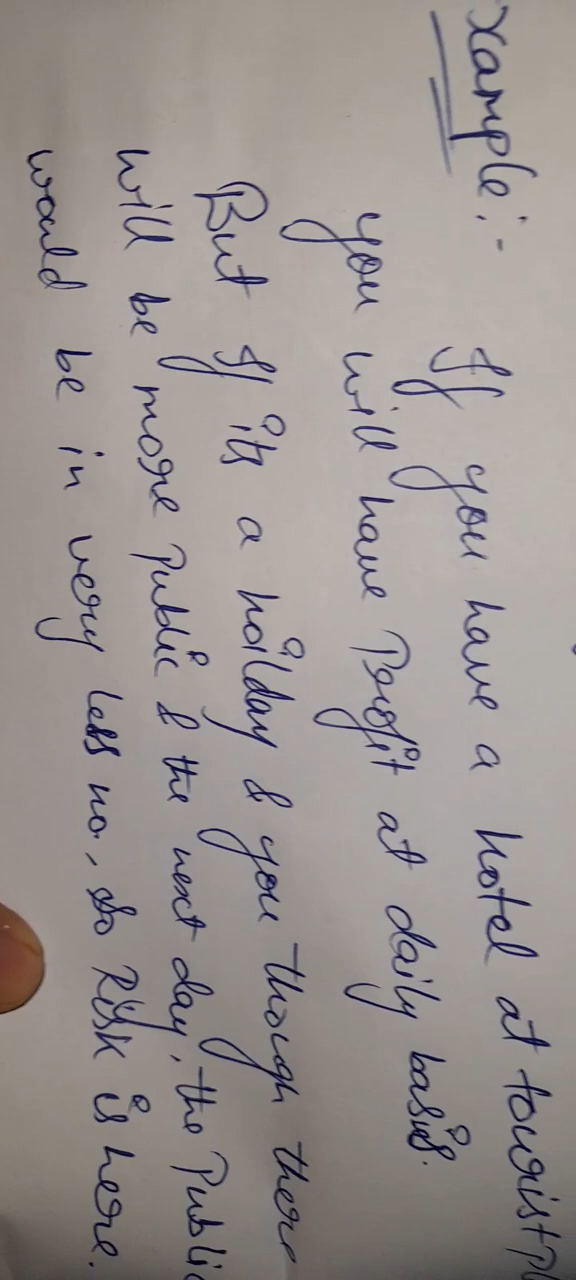 xample :-
If you have a hotel at tourist Pl
you will have Profit at daily basis.
But If its a holiday & you though there
will be more Public & the next day, the Public
would be in very less no., so Risk is here.